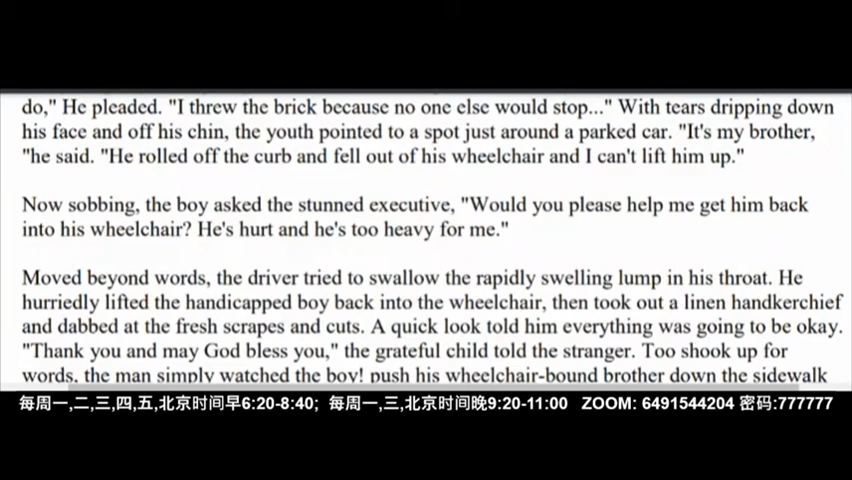 do," He pleaded. "I threw the brick because no one else would stop..." With tears dripping down
his face and off his chin, the youth pointed to a spot just around a parked car. "It's my brother,
"he said. "He rolled off the curb and fell out of his wheelchair and I can't lift him up."
Now sobbing, the boy asked the stunned executive, "Would you please help me get him back
into his wheelchair? He's hurt and he's too heavy for me."
Moved beyond words, the driver tried to swallow the rapidly swelling lump in his throat. He
hurriedly lifted the handicapped boy back into the wheelchair, then took out a linen handkerchief
and dabbed at the fresh scrapes and cuts. A quick look told him everything was going to be okay.
"Thank you and may God bless you," the grateful child told the stranger. Too shook up for
words, the man simply watched the boy! push his wheelchair-bound brother down the sidewalk
每周一,二,三,四,五,北京时间早6:20-8:40; 每周一,三,北京时间晚9:20-11:00 ZOOM: 6491544204 密码:777777